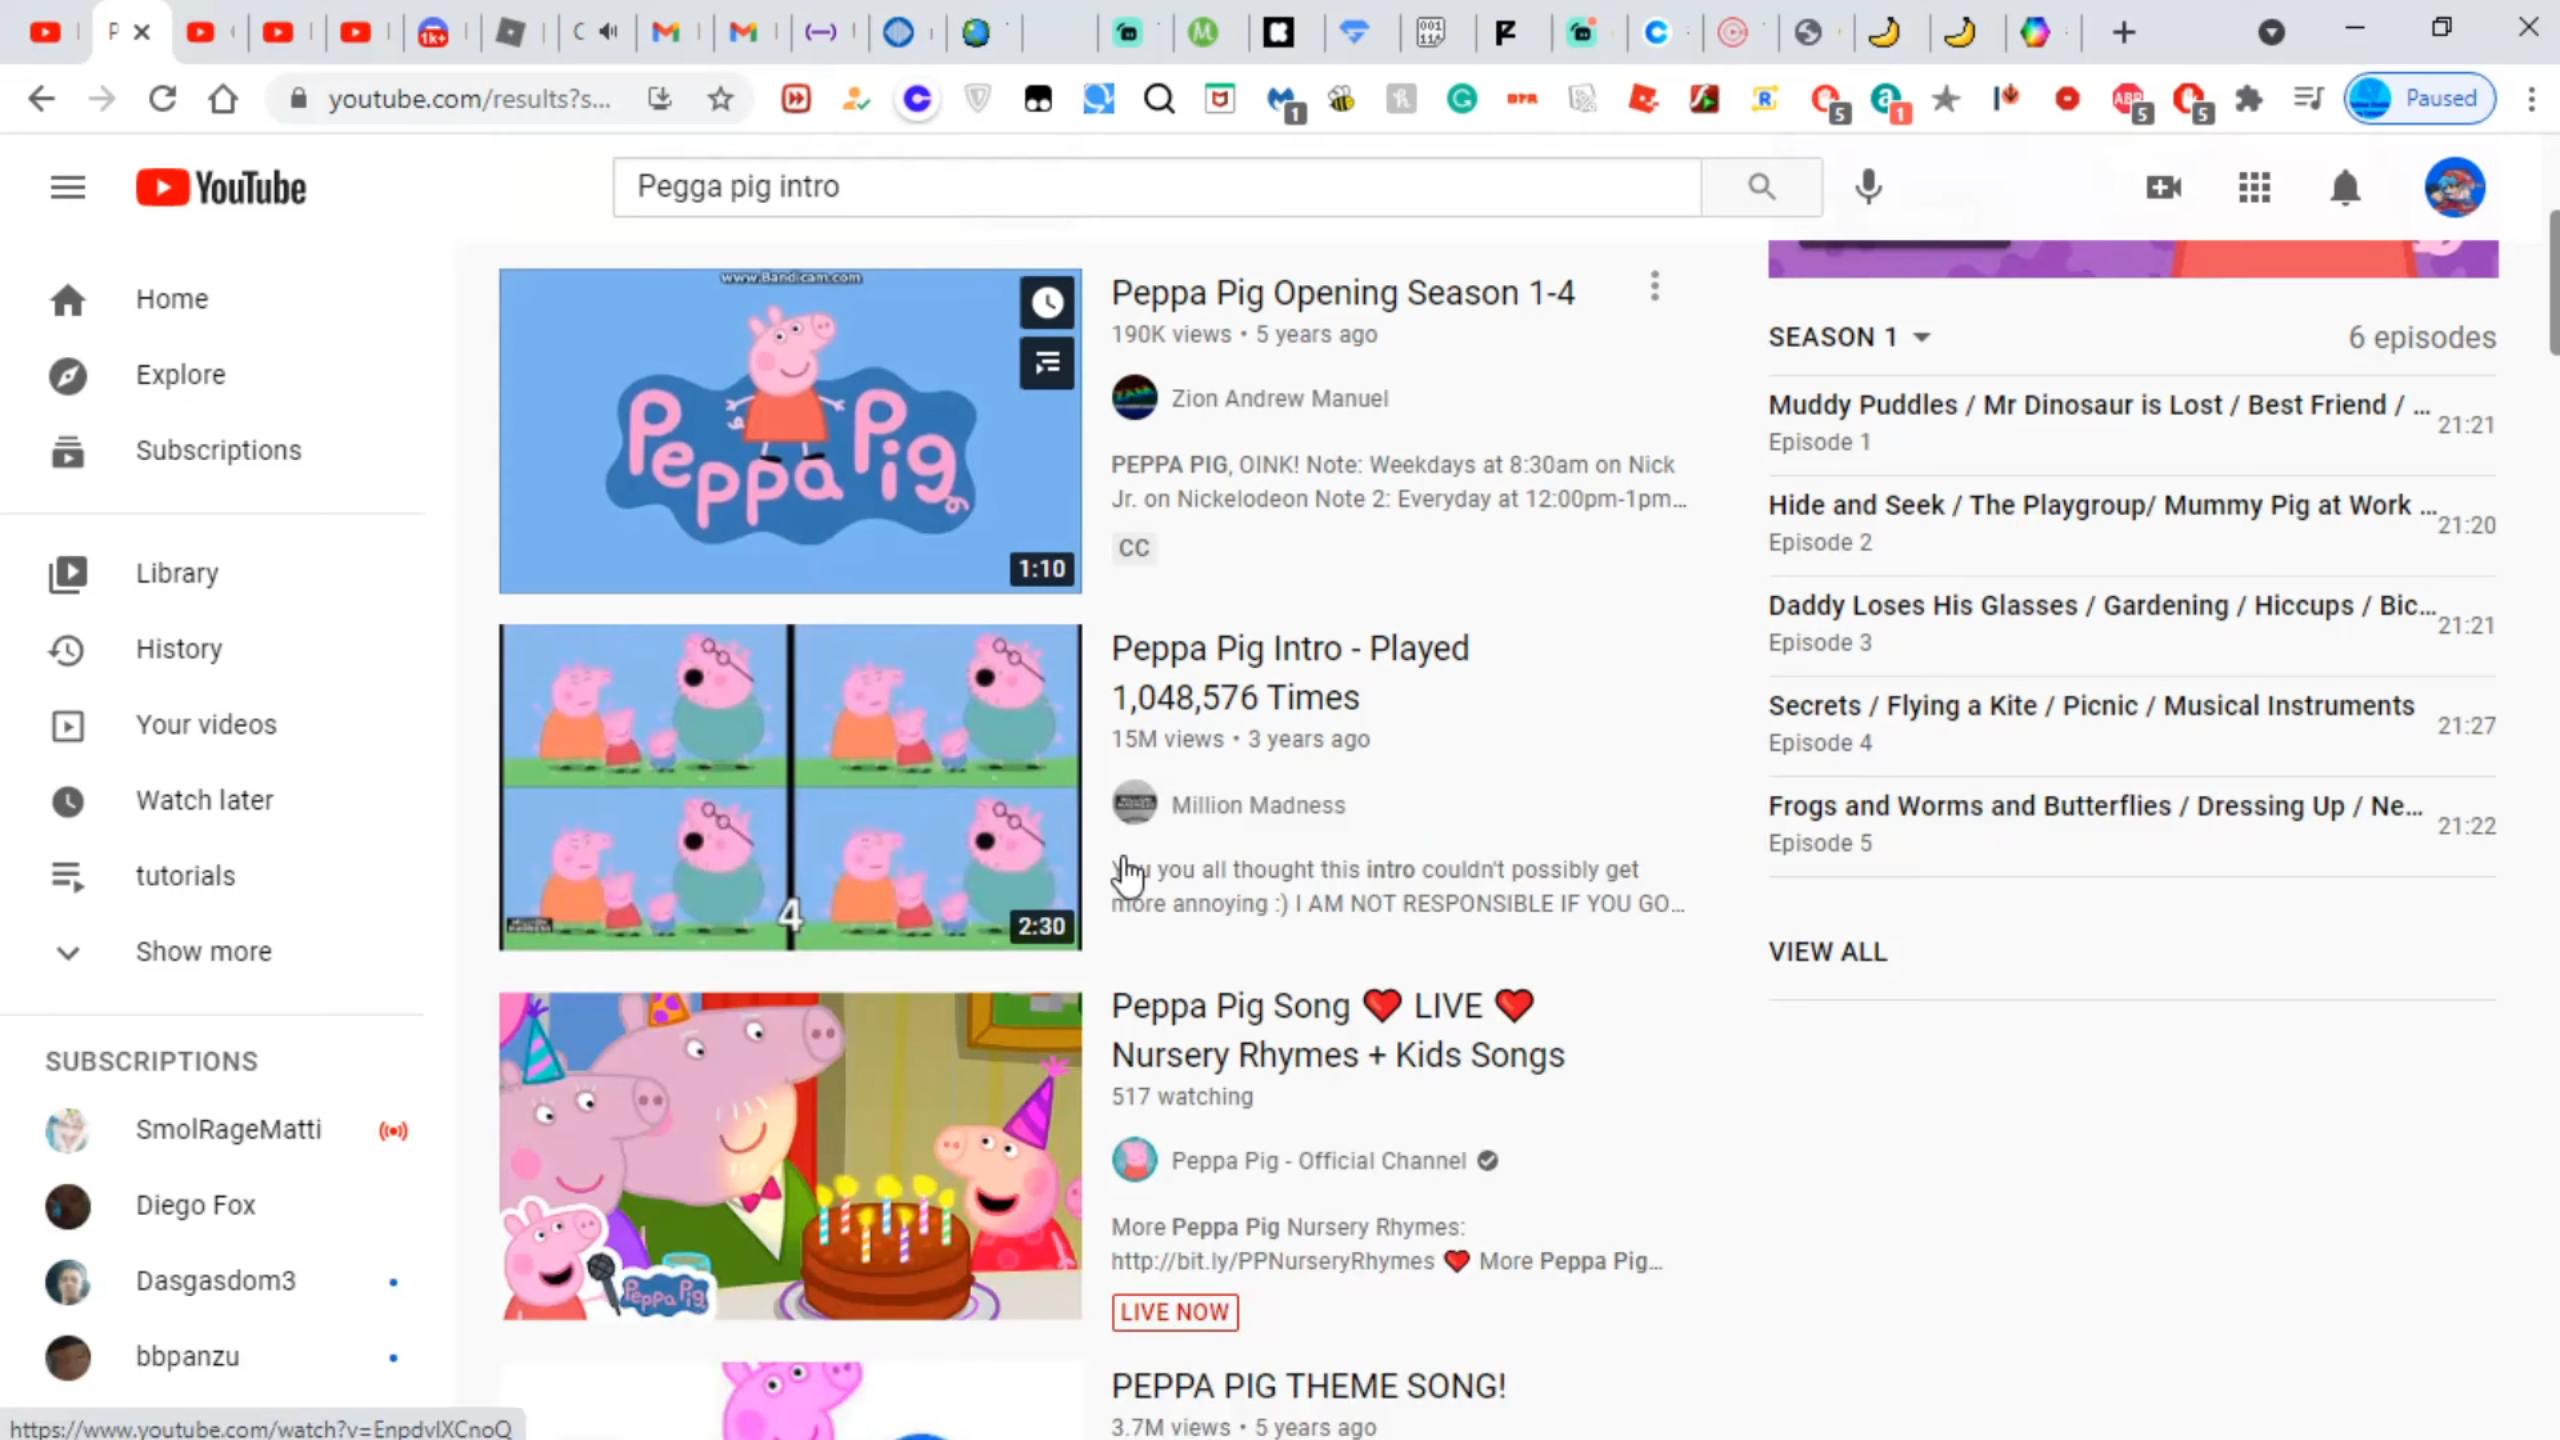 P
1k+
C
001
youtube.com/results?s...
1
5
1
ABP
5
5
Paused
YouTube
Pegga pig intro
Home
Explore
Subscriptions
Library
History
Your videos
Watch later
tutorials
Show more
SUBSCRIPTIONS
SmolRageMatti
Diego Fox
Dasgasdom3
bbpanzu
https://www.youtube.com/watch?v=EnpdvlXCnoQ
www.Bandicam.com
Peppa Pig
1:10
Peppa Pig Opening Season 1-4
190K views • 5 years ago
Zion Andrew Manuel
PEPPA PIG, OINK! Note: Weekdays at 8:30am on Nick
Jr. on Nickelodeon Note 2: Everyday at 12:00pm-1pm...
CC
4
2:30
Peppa Pig Intro - Played
1,048,576 Times
15M views • 3 years ago
Million Madness
you all thought this intro couldn't possibly get
more annoying :) I AM NOT RESPONSIBLE IF YOU GO...
Peppa Pig
Peppa Pig Song ❤️ LIVE ❤️
Nursery Rhymes + Kids Songs
517 watching
Peppa Pig - Official Channel
More Peppa Pig Nursery Rhymes:
http://bit.ly/PPNurseryRhymes ❤️ More Peppa Pig...
LIVE NOW
PEPPA PIG THEME SONG!
3.7M views • 5 years ago
SEASON 1
6 episodes
Muddy Puddles / Mr Dinosaur is Lost / Best Friend / ...
21:21
Episode 1
Hide and Seek / The Playgroup/ Mummy Pig at Work ...
21:20
Episode 2
Daddy Loses His Glasses / Gardening / Hiccups / Bic...
21:21
Episode 3
Secrets / Flying a Kite / Picnic / Musical Instruments
21:27
Episode 4
Frogs and Worms and Butterflies / Dressing Up / Ne...
21:22
Episode 5
VIEW ALL